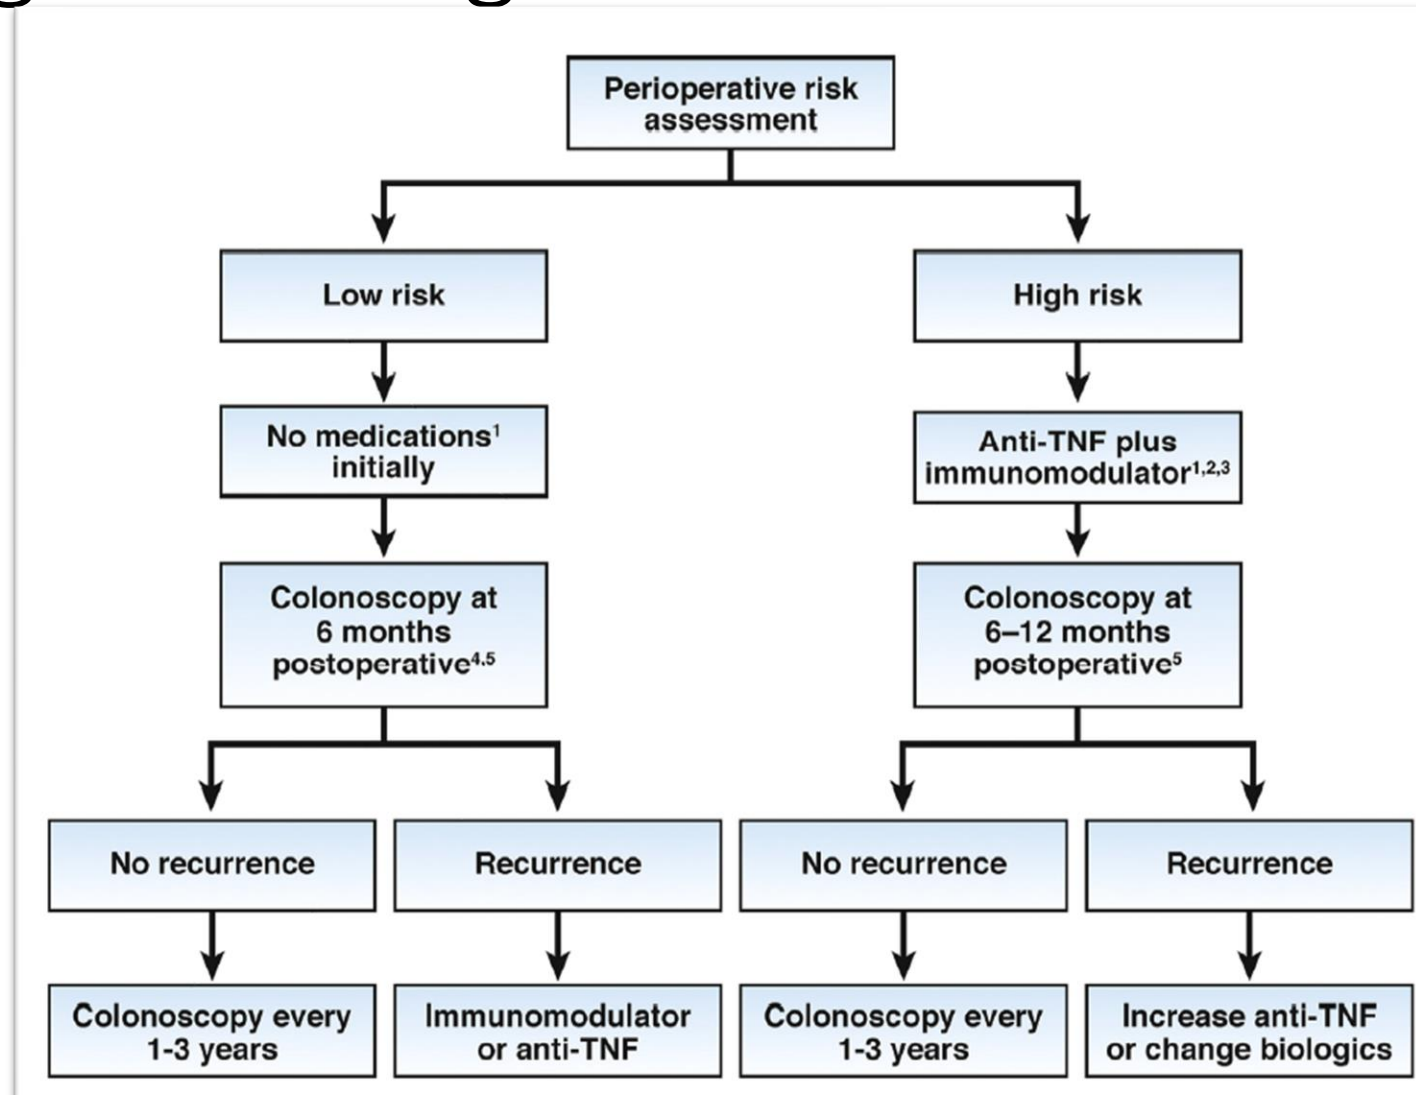 Perioperative risk
assessment
Low risk
High risk
No medications¹
initially
Anti-TNF plus
immunomodulator¹,²,³
Colonoscopy at
6 months
postoperative⁴,⁵
Colonoscopy at
6–12 months
postoperative⁵
No recurrence
Recurrence
No recurrence
Recurrence
Colonoscopy every
1-3 years
Immunomodulator
or anti-TNF
Colonoscopy every
1-3 years
Increase anti-TNF
or change biologics